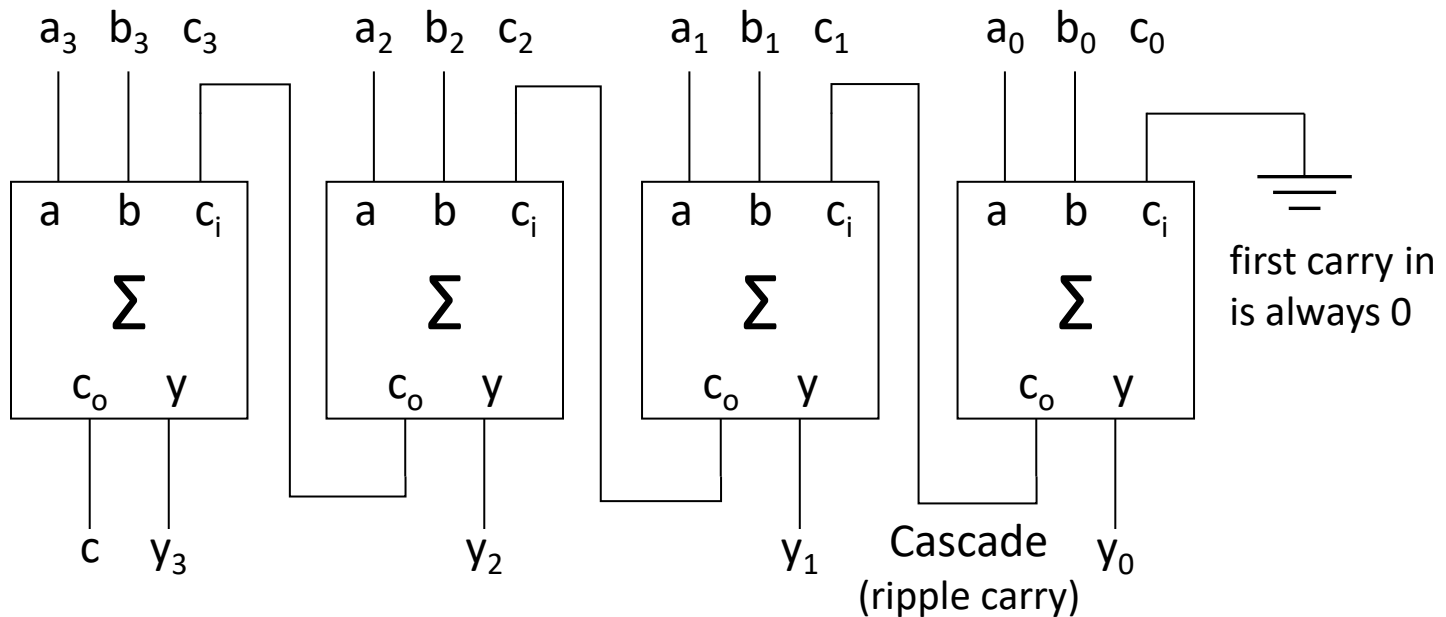 a₃ b₃ c₃ a₂ b₂ c₂ a₁ b₁ c₁ a₀ b₀ c₀
a b cᵢ a b cᵢ a b cᵢ a b cᵢ
first carry in
is always 0
Σ Σ Σ Σ
cₒ y cₒ y cₒ y cₒ y
c y₃ y₂ y₁ y₀
Cascade
(ripple carry)